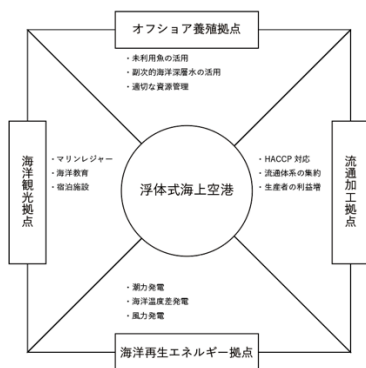 オフショア養殖拠点
・未利用魚の活用
・副次的海洋深層水の活用
・適切な資源管理
海洋観光拠点
・マリンレジャー
・海洋教育
・宿泊施設
浮体式海上空港
・HACCP 対応
・流通体系の集約
・生産者の利益増
流通加工拠点
・潮力発電
・海洋温度差発電
・風力発電
海洋再生エネルギー拠点